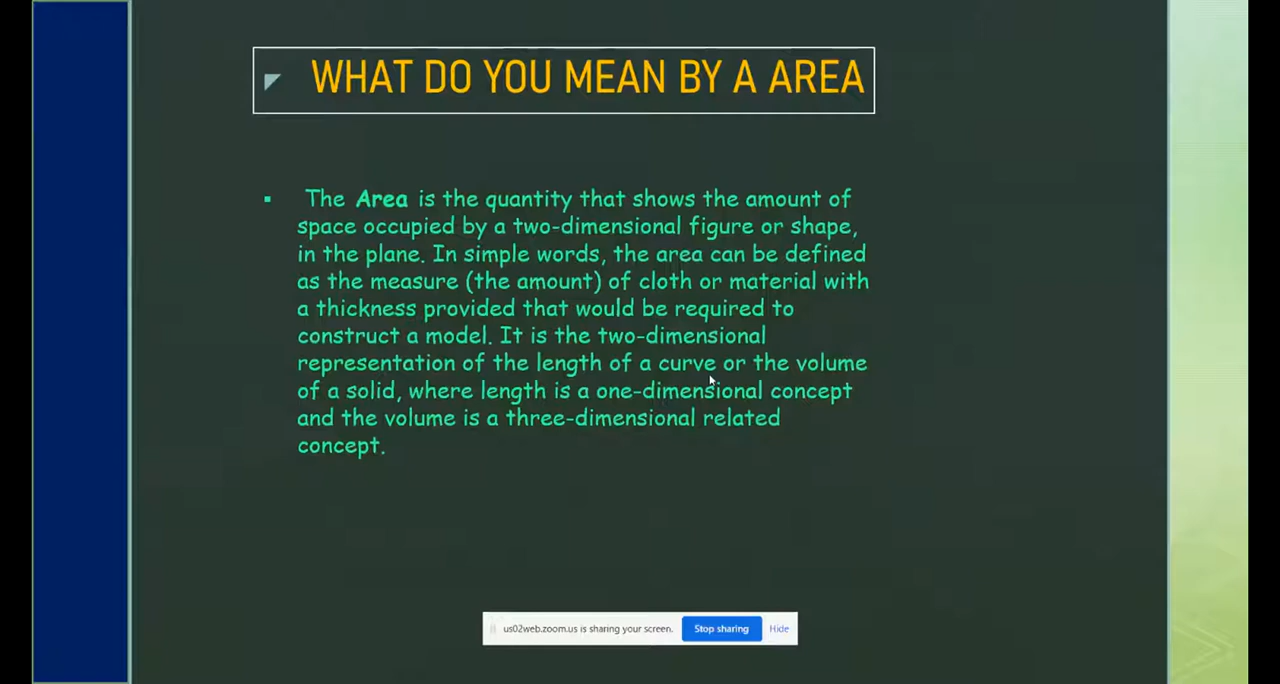 WHAT DO YOU MEAN BY A AREA
The Area is the quantity that shows the amount of
space occupied by a two-dimensional figure or shape,
in the plane. In simple words, the area can be defined
as the measure (the amount) of cloth or material with
a thickness provided that would be required to
construct a model. It is the two-dimensional
representation of the length of a curve or the volume
of a solid, where length is a one-dimensional concept
and the volume is a three-dimensional related
concept.
us02web.zoom.us is sharing your screen. Stop sharing Hide